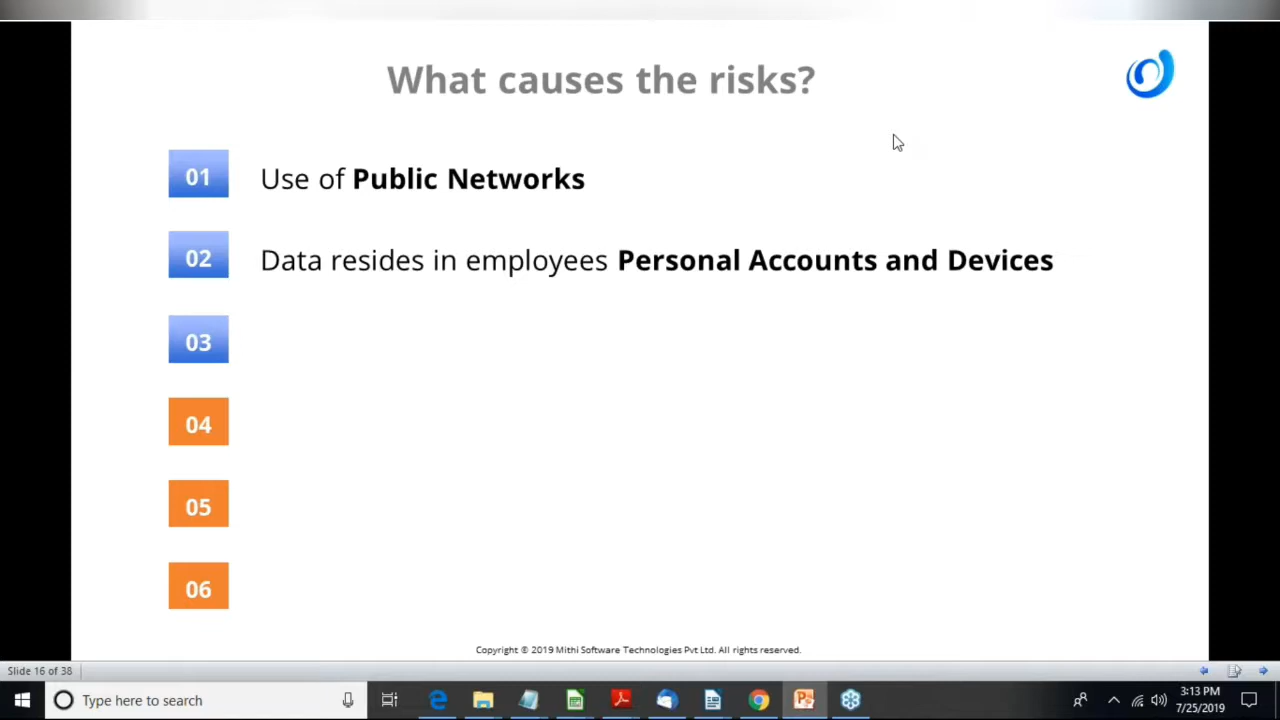 What causes the risks?
01
Use of Public Networks
02
Data resides in employees Personal Accounts and Devices
03
04
05
06
Copyright © 2019 Mithi Software Technologies Pvt Ltd. All rights reserved.
Slide 16 of 38
Type here to search
3:13 PM
7/25/2019